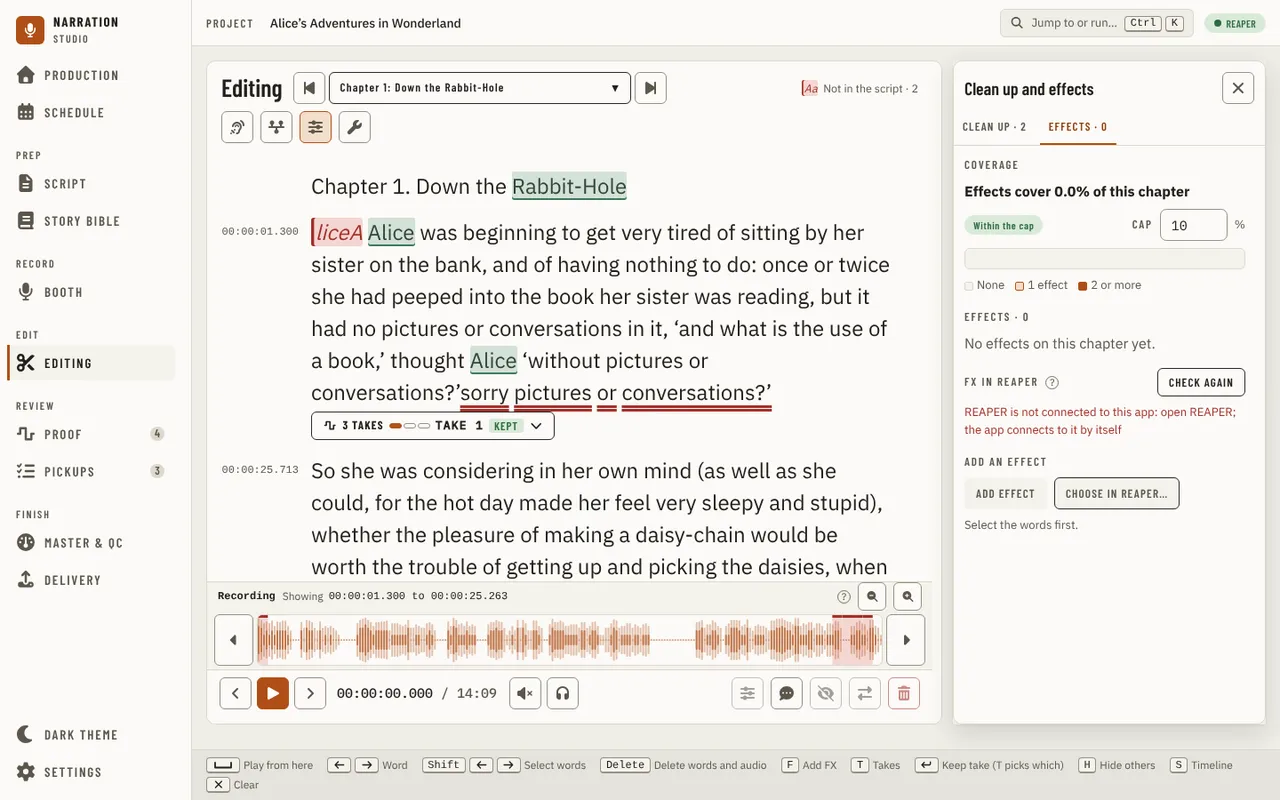 NARRATION
STUDIO
PRODUCTION
SCHEDULE
PREP
SCRIPT
STORY BIBLE
RECORD
BOOTH
EDIT
EDITING
REVIEW
PROOF 4
PICKUPS 3
FINISH
MASTER & QC
DELIVERY
DARK THEME
SETTINGS
PROJECT Alice's Adventures in Wonderland
Jump to or run... Ctrl K
REAPER
Editing
Chapter 1: Down the Rabbit-Hole
Aa Not in the script · 2
Chapter 1. Down the Rabbit-Hole
00:00:01.300 liceA Alice was beginning to get very tired of sitting by her
sister on the bank, and of having nothing to do: once or twice
she had peeped into the book her sister was reading, but it
had no pictures or conversations in it, ‘and what is the use of
a book,’ thought Alice ‘without pictures or
conversations?’sorry pictures or conversations?’
3 TAKES TAKE 1 KEPT
00:00:25.713 So she was considering in her own mind (as well as she
could, for the hot day made her feel very sleepy and stupid),
whether the pleasure of making a daisy-chain would be
worth the trouble of getting up and picking the daisies, when
Recording Showing 00:00:01.300 to 00:00:25.263 ?
00:00:00.000 / 14:09
Clean up and effects
CLEAN UP · 2 EFFECTS · 0
COVERAGE
Effects cover 0.0% of this chapter
Within the cap CAP 10 %
None 1 effect 2 or more
EFFECTS · 0
No effects on this chapter yet.
FX IN REAPER ? CHECK AGAIN
REAPER is not connected to this app: open REAPER;
the app connects to it by itself
ADD AN EFFECT
ADD EFFECT CHOOSE IN REAPER...
Select the words first.
Play from here Word Shift Select words Delete Delete words and audio F Add FX T Takes Keep take (T picks which) H Hide others S Timeline
Clear